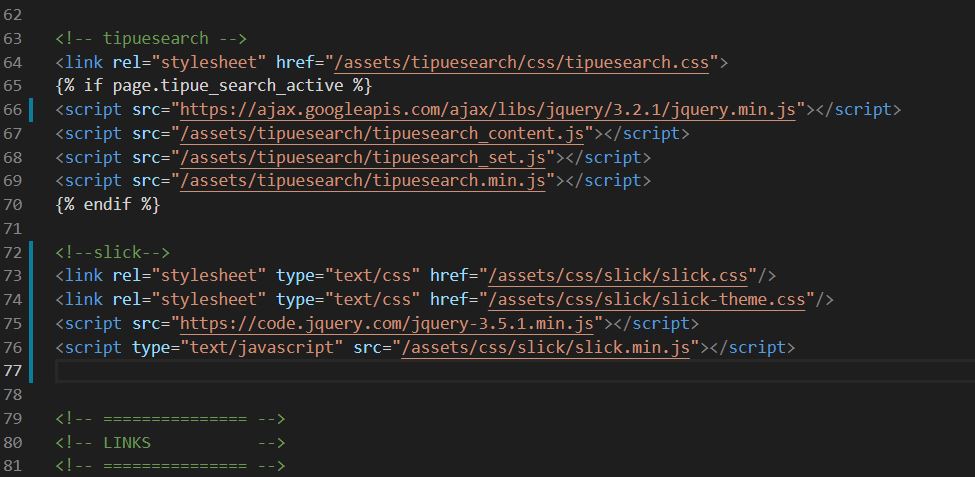 62
63 <!-- tipuesearch -->
64 <link rel="stylesheet" href="/assets/tipuesearch/css/tipuesearch.css">
65 {% if page.tipue_search_active %}
66 <script src="https://ajax.googleapis.com/ajax/libs/jquery/3.2.1/jquery.min.js"></script>
67 <script src="/assets/tipuesearch/tipuesearch_content.js"></script>
68 <script src="/assets/tipuesearch/tipuesearch_set.js"></script>
69 <script src="/assets/tipuesearch/tipuesearch.min.js"></script>
70 {% endif %}
71
72 <!--slick-->
73 <link rel="stylesheet" type="text/css" href="/assets/css/slick/slick.css"/>
74 <link rel="stylesheet" type="text/css" href="/assets/css/slick/slick-theme.css"/>
75 <script src="https://code.jquery.com/jquery-3.5.1.min.js"></script>
76 <script type="text/javascript" src="/assets/css/slick/slick.min.js"></script>
77
78
79 <!-- =============== -->
80 <!-- LINKS           -->
81 <!-- =============== -->